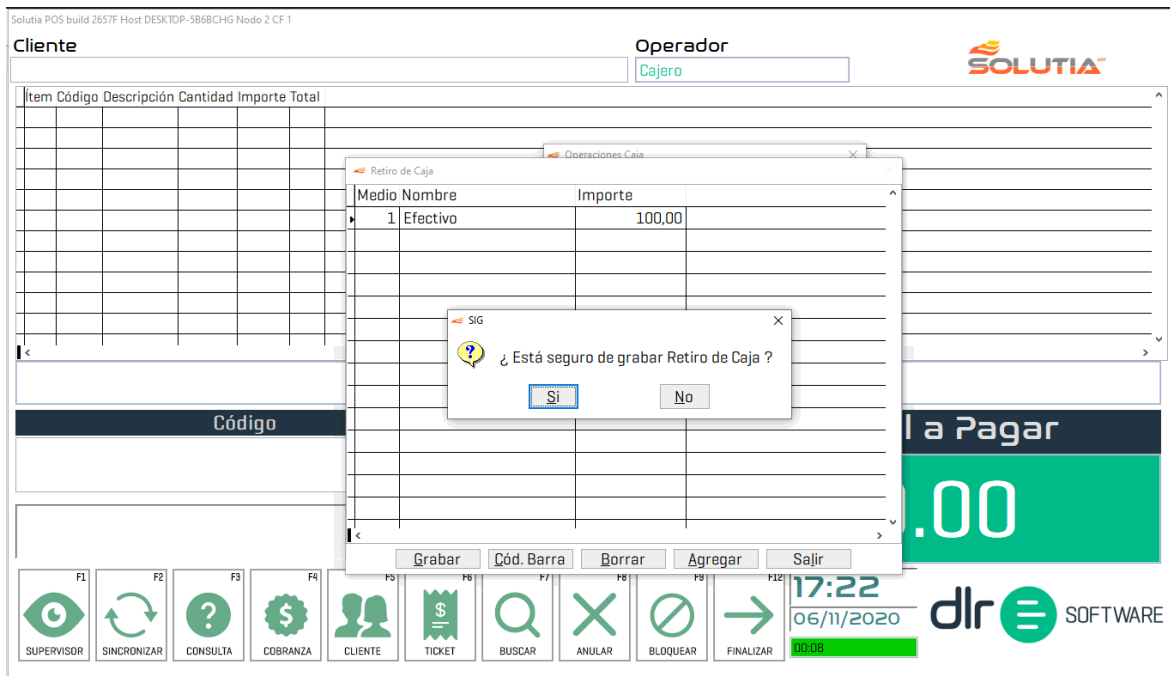 Solutia POS build 2657F Host DESKTOP-5B6BCHG Nodo 2 CF 1
Cliente
Operador
Cajero
SOLUTIA
Ítem Código Descripción Cantidad Importe Total
Operaciones Caja
Retiro de Caja
Medio Nombre Importe
1 Efectivo 100,00
SIG
¿ Está seguro de grabar Retiro de Caja ?
Si No
Código
l a Pagar
.00
Grabar Cód. Barra Borrar Agregar Salir
F1 F2 F3 F4 F5 F6 F7 F8 F9 F12
SUPERVISOR SINCRONIZAR CONSULTA COBRANZA CLIENTE TICKET BUSCAR ANULAR BLOQUEAR FINALIZAR
17:22
06/11/2020
00:08
dlr SOFTWARE